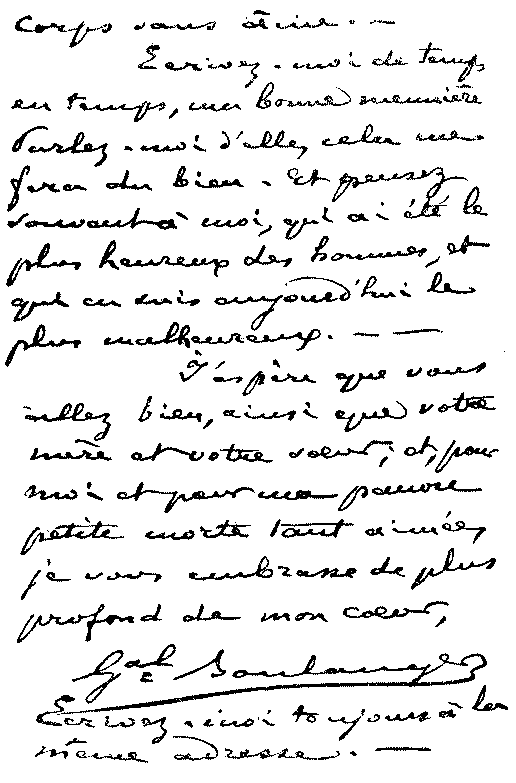 corps sans âme. —
Ecrivez-moi de temps
en temps, ma bonne meunière
Parlez-moi d'elle, cela me
fera du bien. Et pensez
souvent à moi, qui ai été le
plus heureux des hommes, et
qui en suis aujourd'hui le
plus malheureux. — —
J'espère que vous
allez bien, ainsi que votre
mère et votre sœur; et, pour
moi et pour ma pauvre
petite morte tant aimée,
je vous embrasse du plus
profond de mon cœur,
Gal Boulanger
Ecrivez-moi toujours à la
même adresse. —